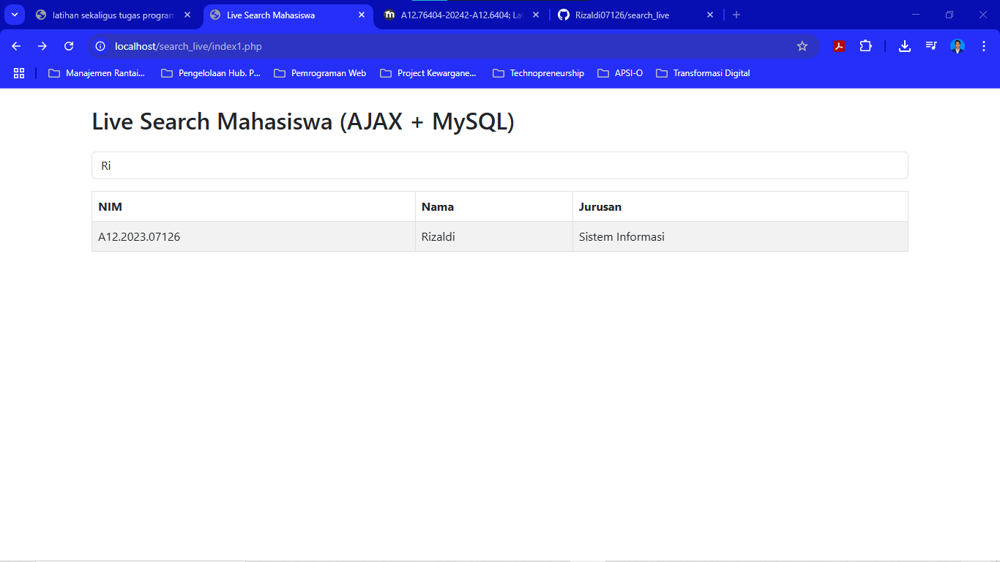 latihan sekaligus tugas program
Live Search Mahasiswa
A12.76404-20242-A12.6404: Lat
Rizaldi07126/search_live
localhost/search_live/index1.php
Manajemen Rantai...
Pengelolaan Hub. P...
Pemrograman Web
Project Kewargane...
Technopreneurship
APSI-O
Transformasi Digital
Live Search Mahasiswa (AJAX + MySQL)
Ri
NIM Nama Jurusan
A12.2023.07126 Rizaldi Sistem Informasi